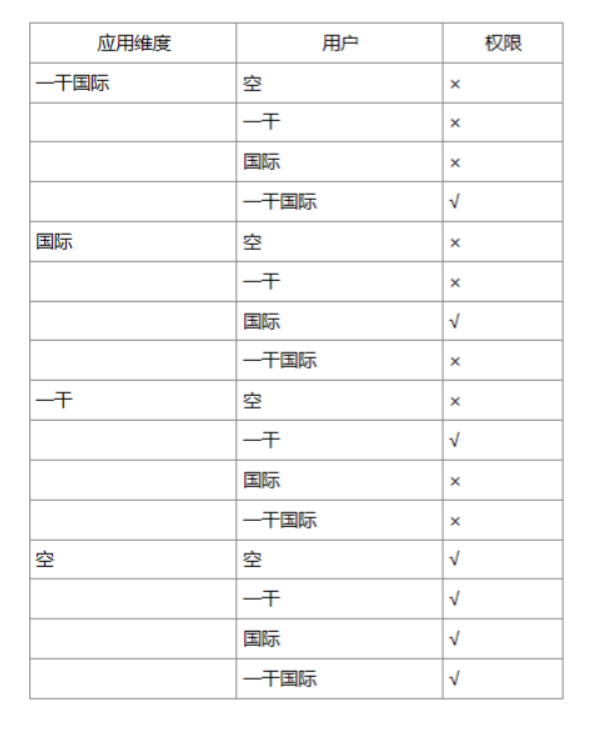 应用维度 用户 权限
一干国际 空 ×
一干 ×
国际 ×
一干国际 √
国际 空 ×
一干 ×
国际 √
一干国际 ×
一干 空 ×
一干 √
国际 ×
一干国际 ×
空 空 √
一干 √
国际 √
一干国际 √